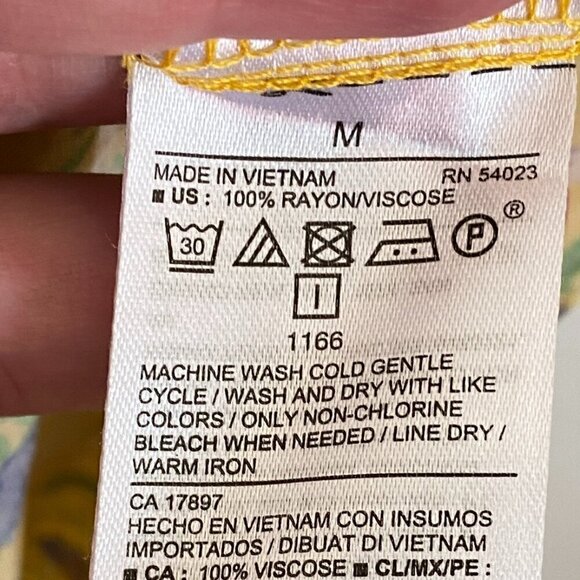 M
MADE IN VIETNAM RN 54023
US : 100% RAYON/VISCOSE
30 P ®
I
1166
MACHINE WASH COLD GENTLE
CYCLE / WASH AND DRY WITH LIKE
COLORS / ONLY NON-CHLORINE
BLEACH WHEN NEEDED / LINE DRY /
WARM IRON
CA 17897
HECHO EN VIETNAM CON INSUMOS
IMPORTADOS / DIBUAT DI VIETNAM
CA : 100% VISCOSE CL/MX/PE :